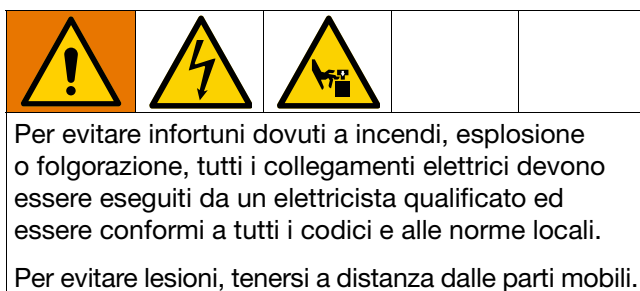 Per evitare infortuni dovuti a incendi, esplosione
o folgorazione, tutti i collegamenti elettrici devono
essere eseguiti da un elettricista qualificato ed
essere conformi a tutti i codici e alle norme locali.
Per evitare lesioni, tenersi a distanza dalle parti mobili.